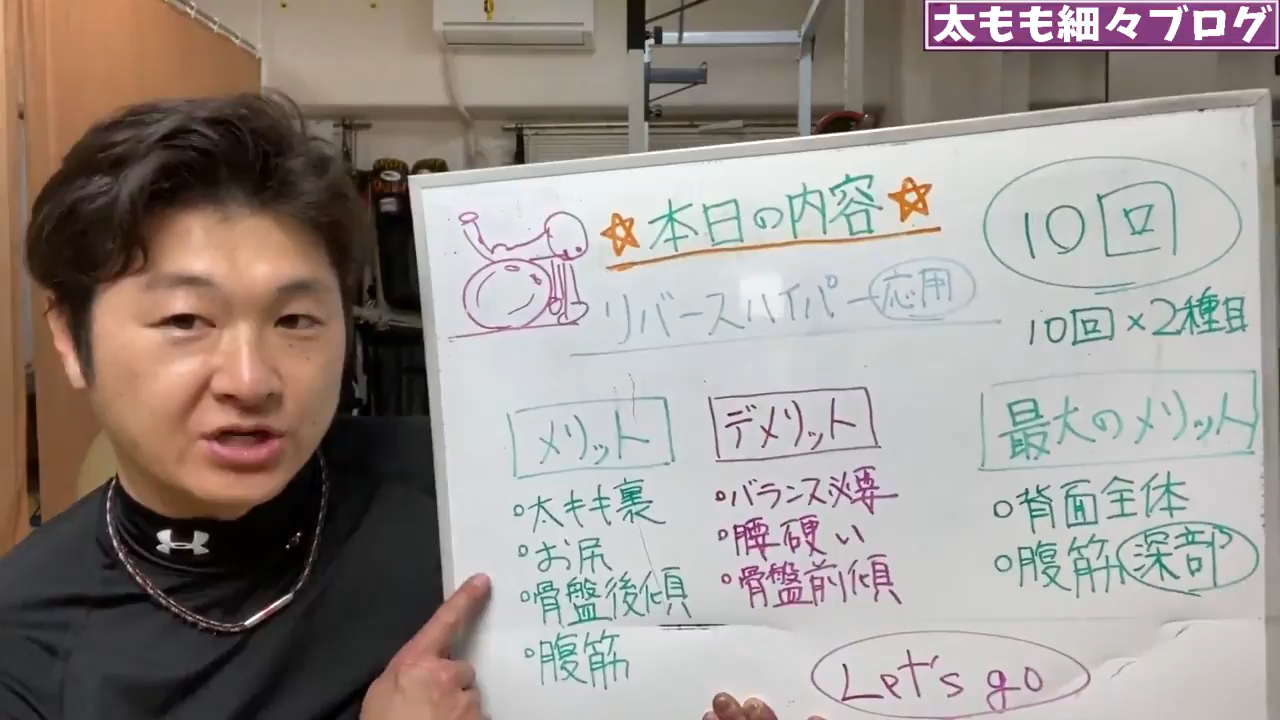 太もも細々ブログ
☆本日の内容☆
リバースハイパー応用
10回
10回×2種目
メリット
・太もも裏
・お尻
・骨盤後傾
・腹筋
デメリット
・バランス必要
・腰硬い
・骨盤前傾
最大のメリット
・背面全体
・腹筋深部
Let's go